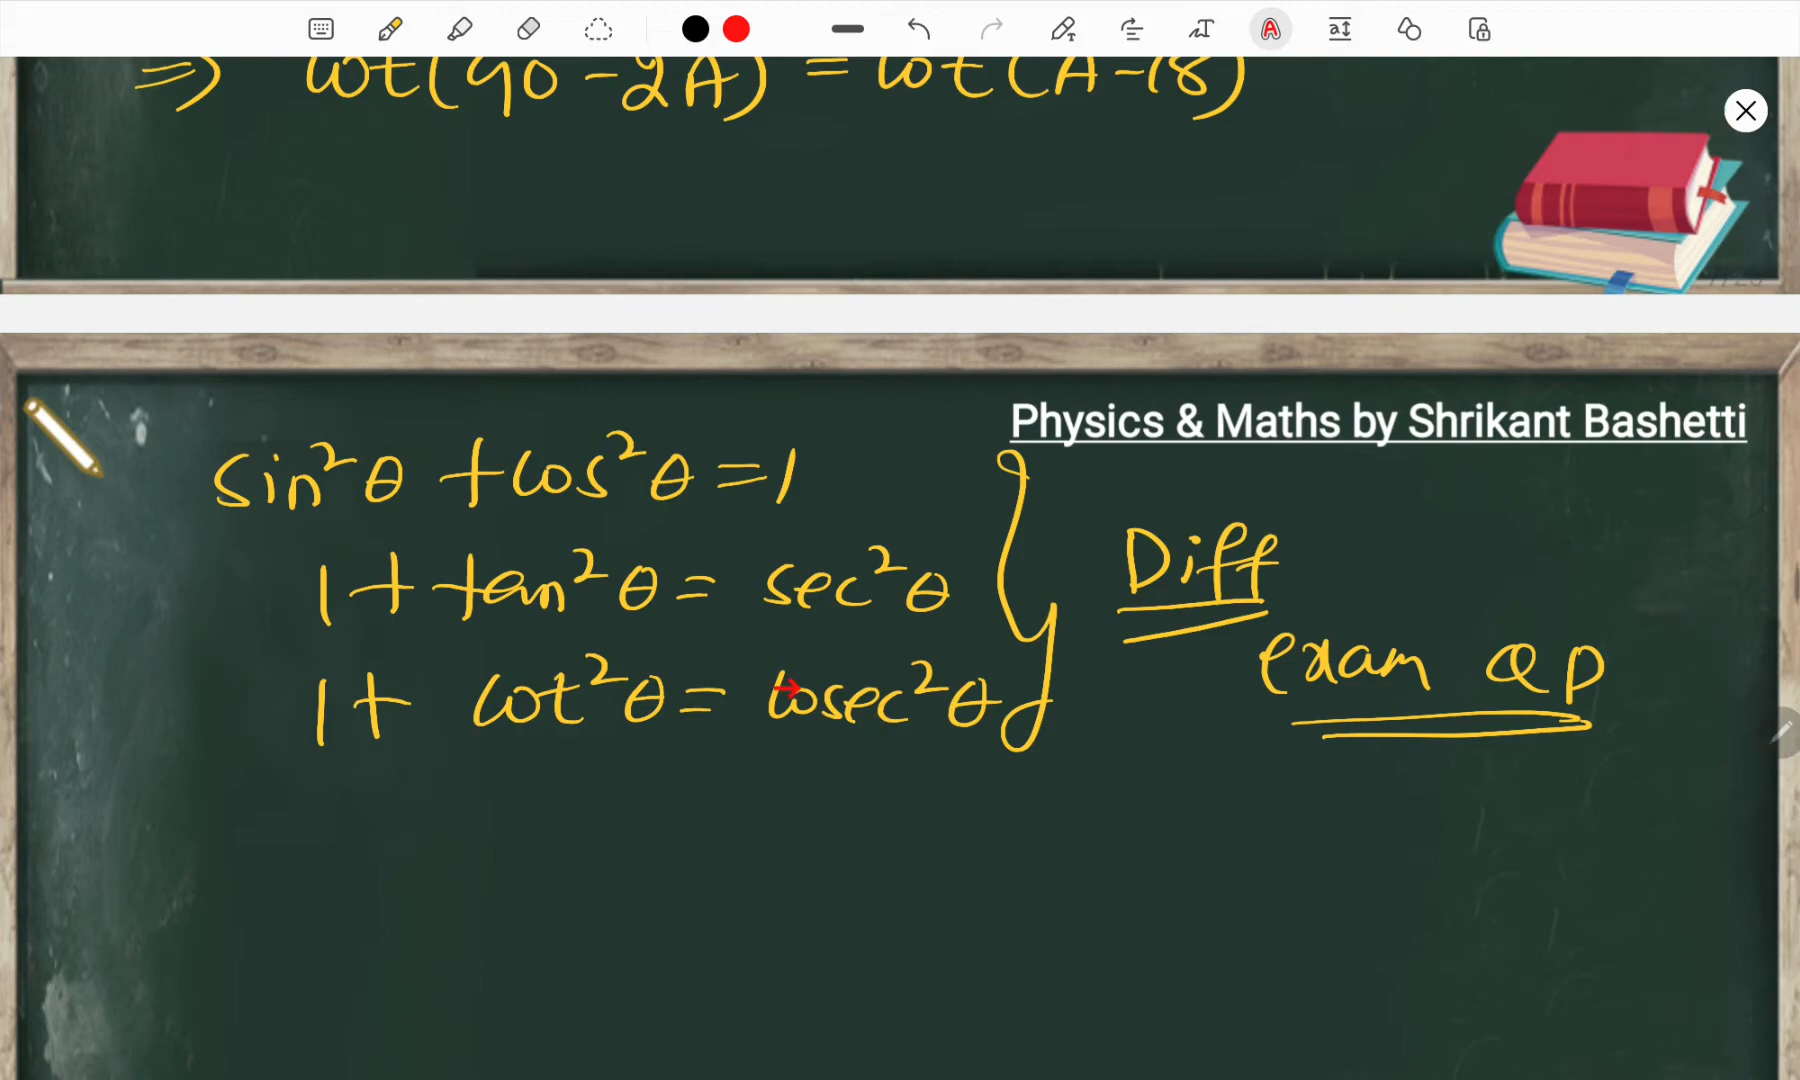 ⇒ cot(90 - 2A) = cot(A - 18)
Physics & Maths by Shrikant Bashetti
sin²θ + cos²θ = 1
1 + tan²θ = sec²θ
1 + cot²θ = cosec²θ
Diff
exam QP